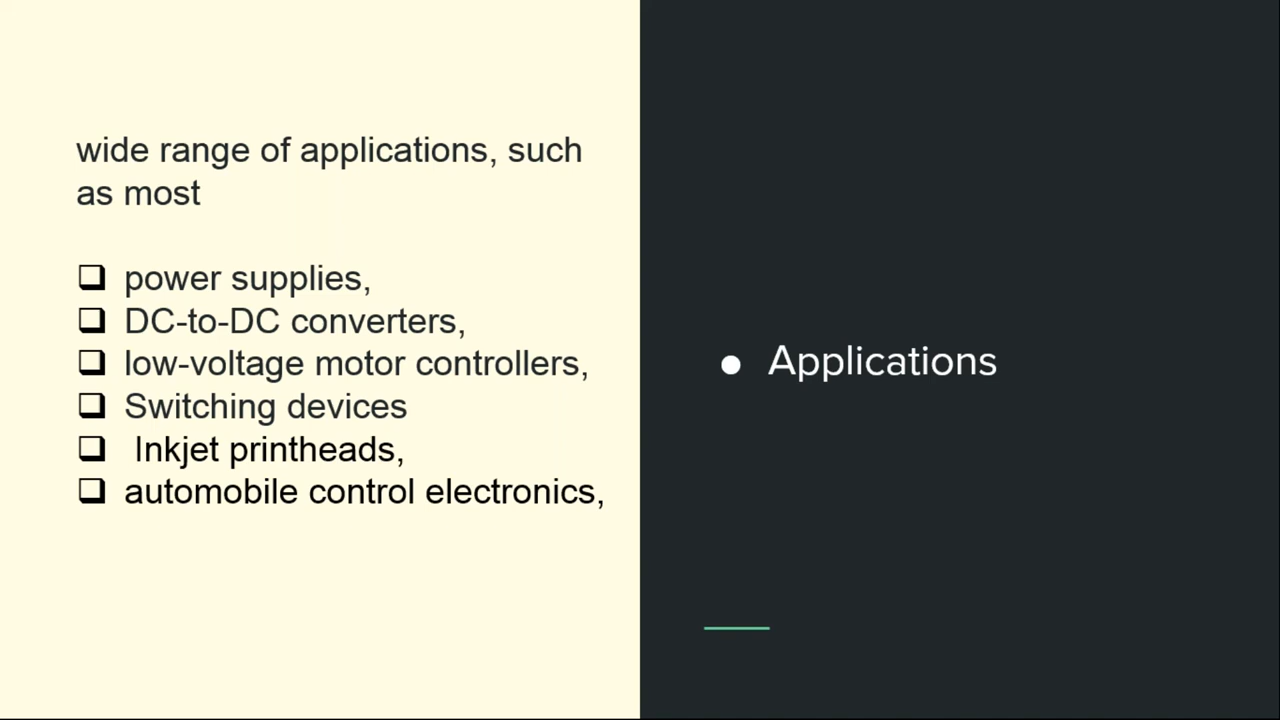 wide range of applications, such
as most
❑ power supplies,
❑ DC-to-DC converters,
❑ low-voltage motor controllers,
❑ Switching devices
❑ Inkjet printheads,
❑ automobile control electronics,
● Applications